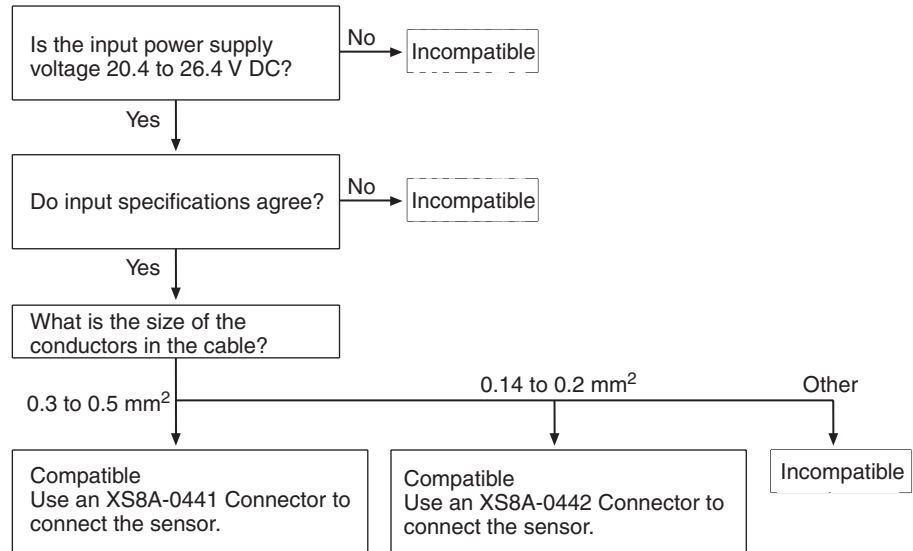 Is the input power supply
voltage 20.4 to 26.4 V DC?
No
Incompatible
Yes
Do input specifications agree?
No
Incompatible
Yes
What is the size of the
conductors in the cable?
0.3 to 0.5 mm²
0.14 to 0.2 mm²
Other
Compatible
Use an XS8A-0441 Connector to
connect the sensor.
Compatible
Use an XS8A-0442 Connector to
connect the sensor.
Incompatible